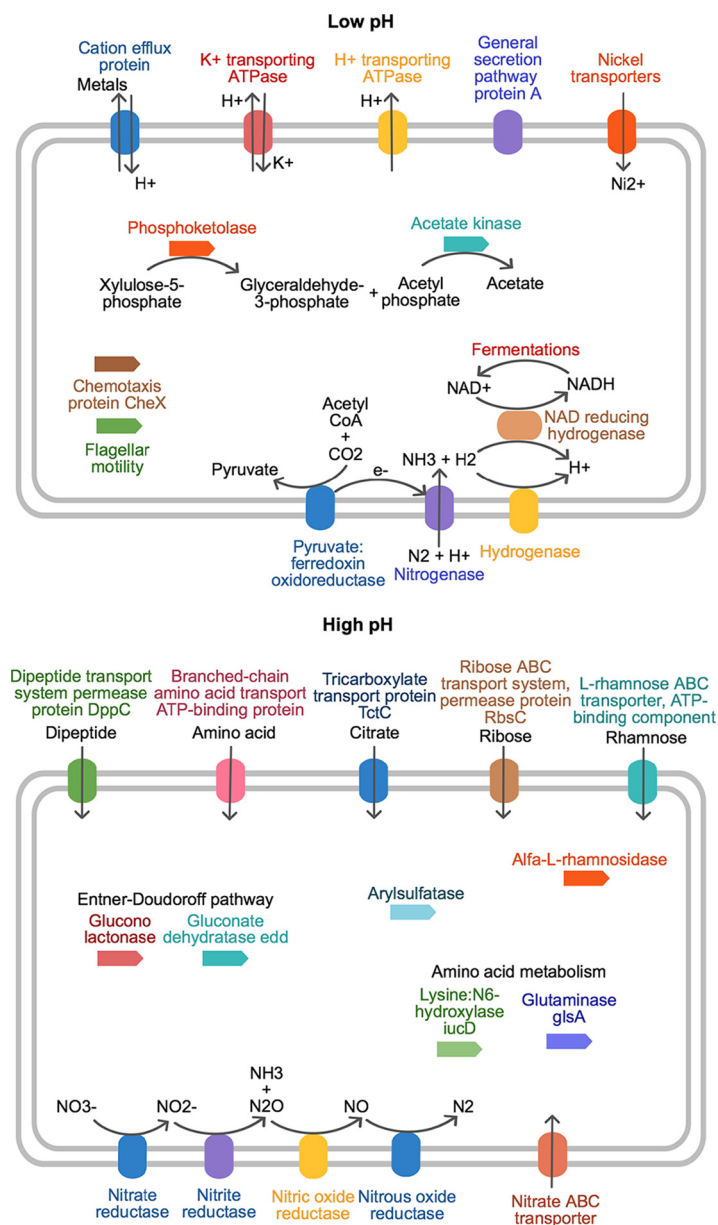 Low pH
Cation efflux
protein
Metals
H+
K+ transporting
ATPase
H+
K+
H+ transporting
ATPase
H+
General
secretion
pathway
protein A
Nickel
transporters
Ni2+
Phosphoketolase
Xylulose-5-
phosphate
Glyceraldehyde-
3-phosphate
+
Acetate kinase
Acetyl
phosphate
Acetate
Chemotaxis
protein CheX
Flagellar
motility
Fermentations
NAD+
NADH
NAD reducing
hydrogenase
Acetyl
CoA
+
CO2
Pyruvate
e-
NH3 + H2
H+
Pyruvate:
ferredoxin
oxidoreductase
N2 + H+
Nitrogenase
Hydrogenase
High pH
Dipeptide transport
system permease
protein DppC
Dipeptide
Branched-chain
amino acid transport
ATP-binding protein
Amino acid
Tricarboxylate
transport protein
TctC
Citrate
Ribose ABC
transport system,
permease protein
RbsC
Ribose
L-rhamnose ABC
transporter, ATP-
binding component
Rhamnose
Alfa-L-rhamnosidase
Entner-Doudoroff pathway
Glucono
lactonase
Gluconate
dehydratase edd
Arylsulfatase
Amino acid metabolism
Lysine:N6-
hydroxylase
iucD
Glutaminase
glsA
NO3-
NO2-
NH3
+
N2O
NO
N2
Nitrate
reductase
Nitrite
reductase
Nitric oxide
reductase
Nitrous oxide
reductase
Nitrate ABC
transporter